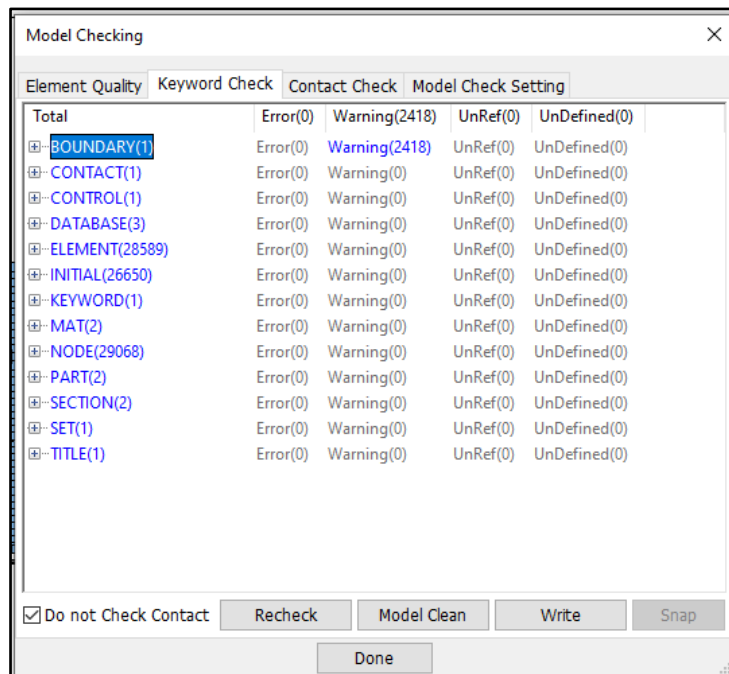 Model Checking
Element Quality Keyword Check Contact Check Model Check Setting
Total Error(0) Warning(2418) UnRef(0) UnDefined(0)
BOUNDARY(1) Error(0) Warning(2418) UnRef(0) UnDefined(0)
CONTACT(1) Error(0) Warning(0) UnRef(0) UnDefined(0)
CONTROL(1) Error(0) Warning(0) UnRef(0) UnDefined(0)
DATABASE(3) Error(0) Warning(0) UnRef(0) UnDefined(0)
ELEMENT(28589) Error(0) Warning(0) UnRef(0) UnDefined(0)
INITIAL(26650) Error(0) Warning(0) UnRef(0) UnDefined(0)
KEYWORD(1) Error(0) Warning(0) UnRef(0) UnDefined(0)
MAT(2) Error(0) Warning(0) UnRef(0) UnDefined(0)
NODE(29068) Error(0) Warning(0) UnRef(0) UnDefined(0)
PART(2) Error(0) Warning(0) UnRef(0) UnDefined(0)
SECTION(2) Error(0) Warning(0) UnRef(0) UnDefined(0)
SET(1) Error(0) Warning(0) UnRef(0) UnDefined(0)
TITLE(1) Error(0) Warning(0) UnRef(0) UnDefined(0)
Do not Check Contact Recheck Model Clean Write Snap
Done